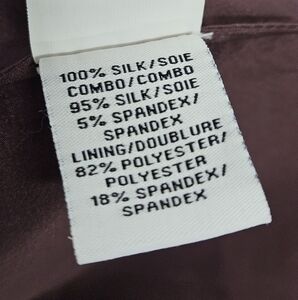 100% SILK/SOIE
COMBO/COMBO
95% SILK/SOIE
5% SPANDEX/
SPANDEX
LINING/DOUBLURE
82% POLYESTER/
POLYESTER
18% SPANDEX/
SPANDEX